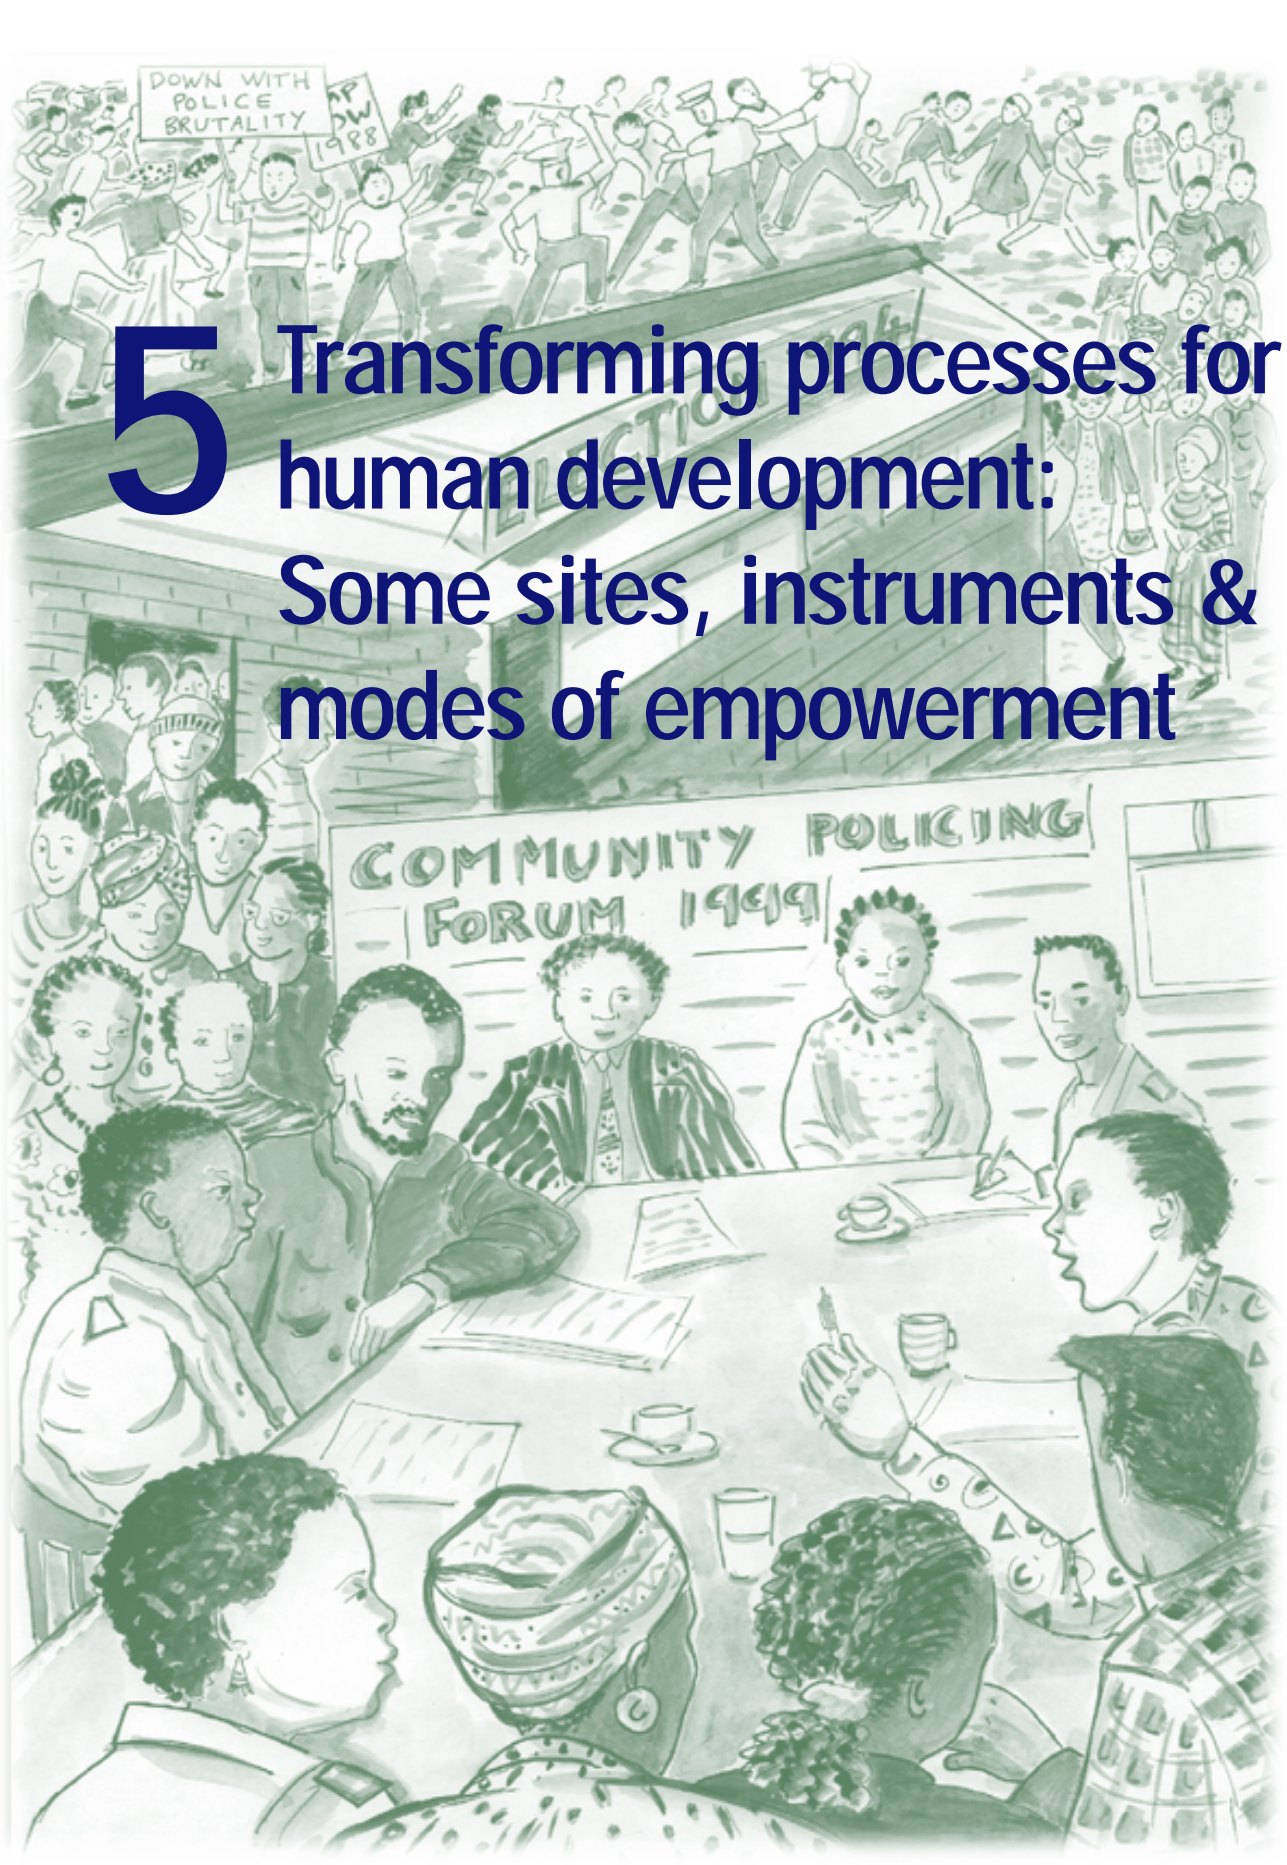 DOWN WITH
POLICE
BRUTALITY
1988
5
Transforming processes for
human development:
Some sites, instruments &
modes of empowerment
COMMUNITY POLICING
FORUM 1999